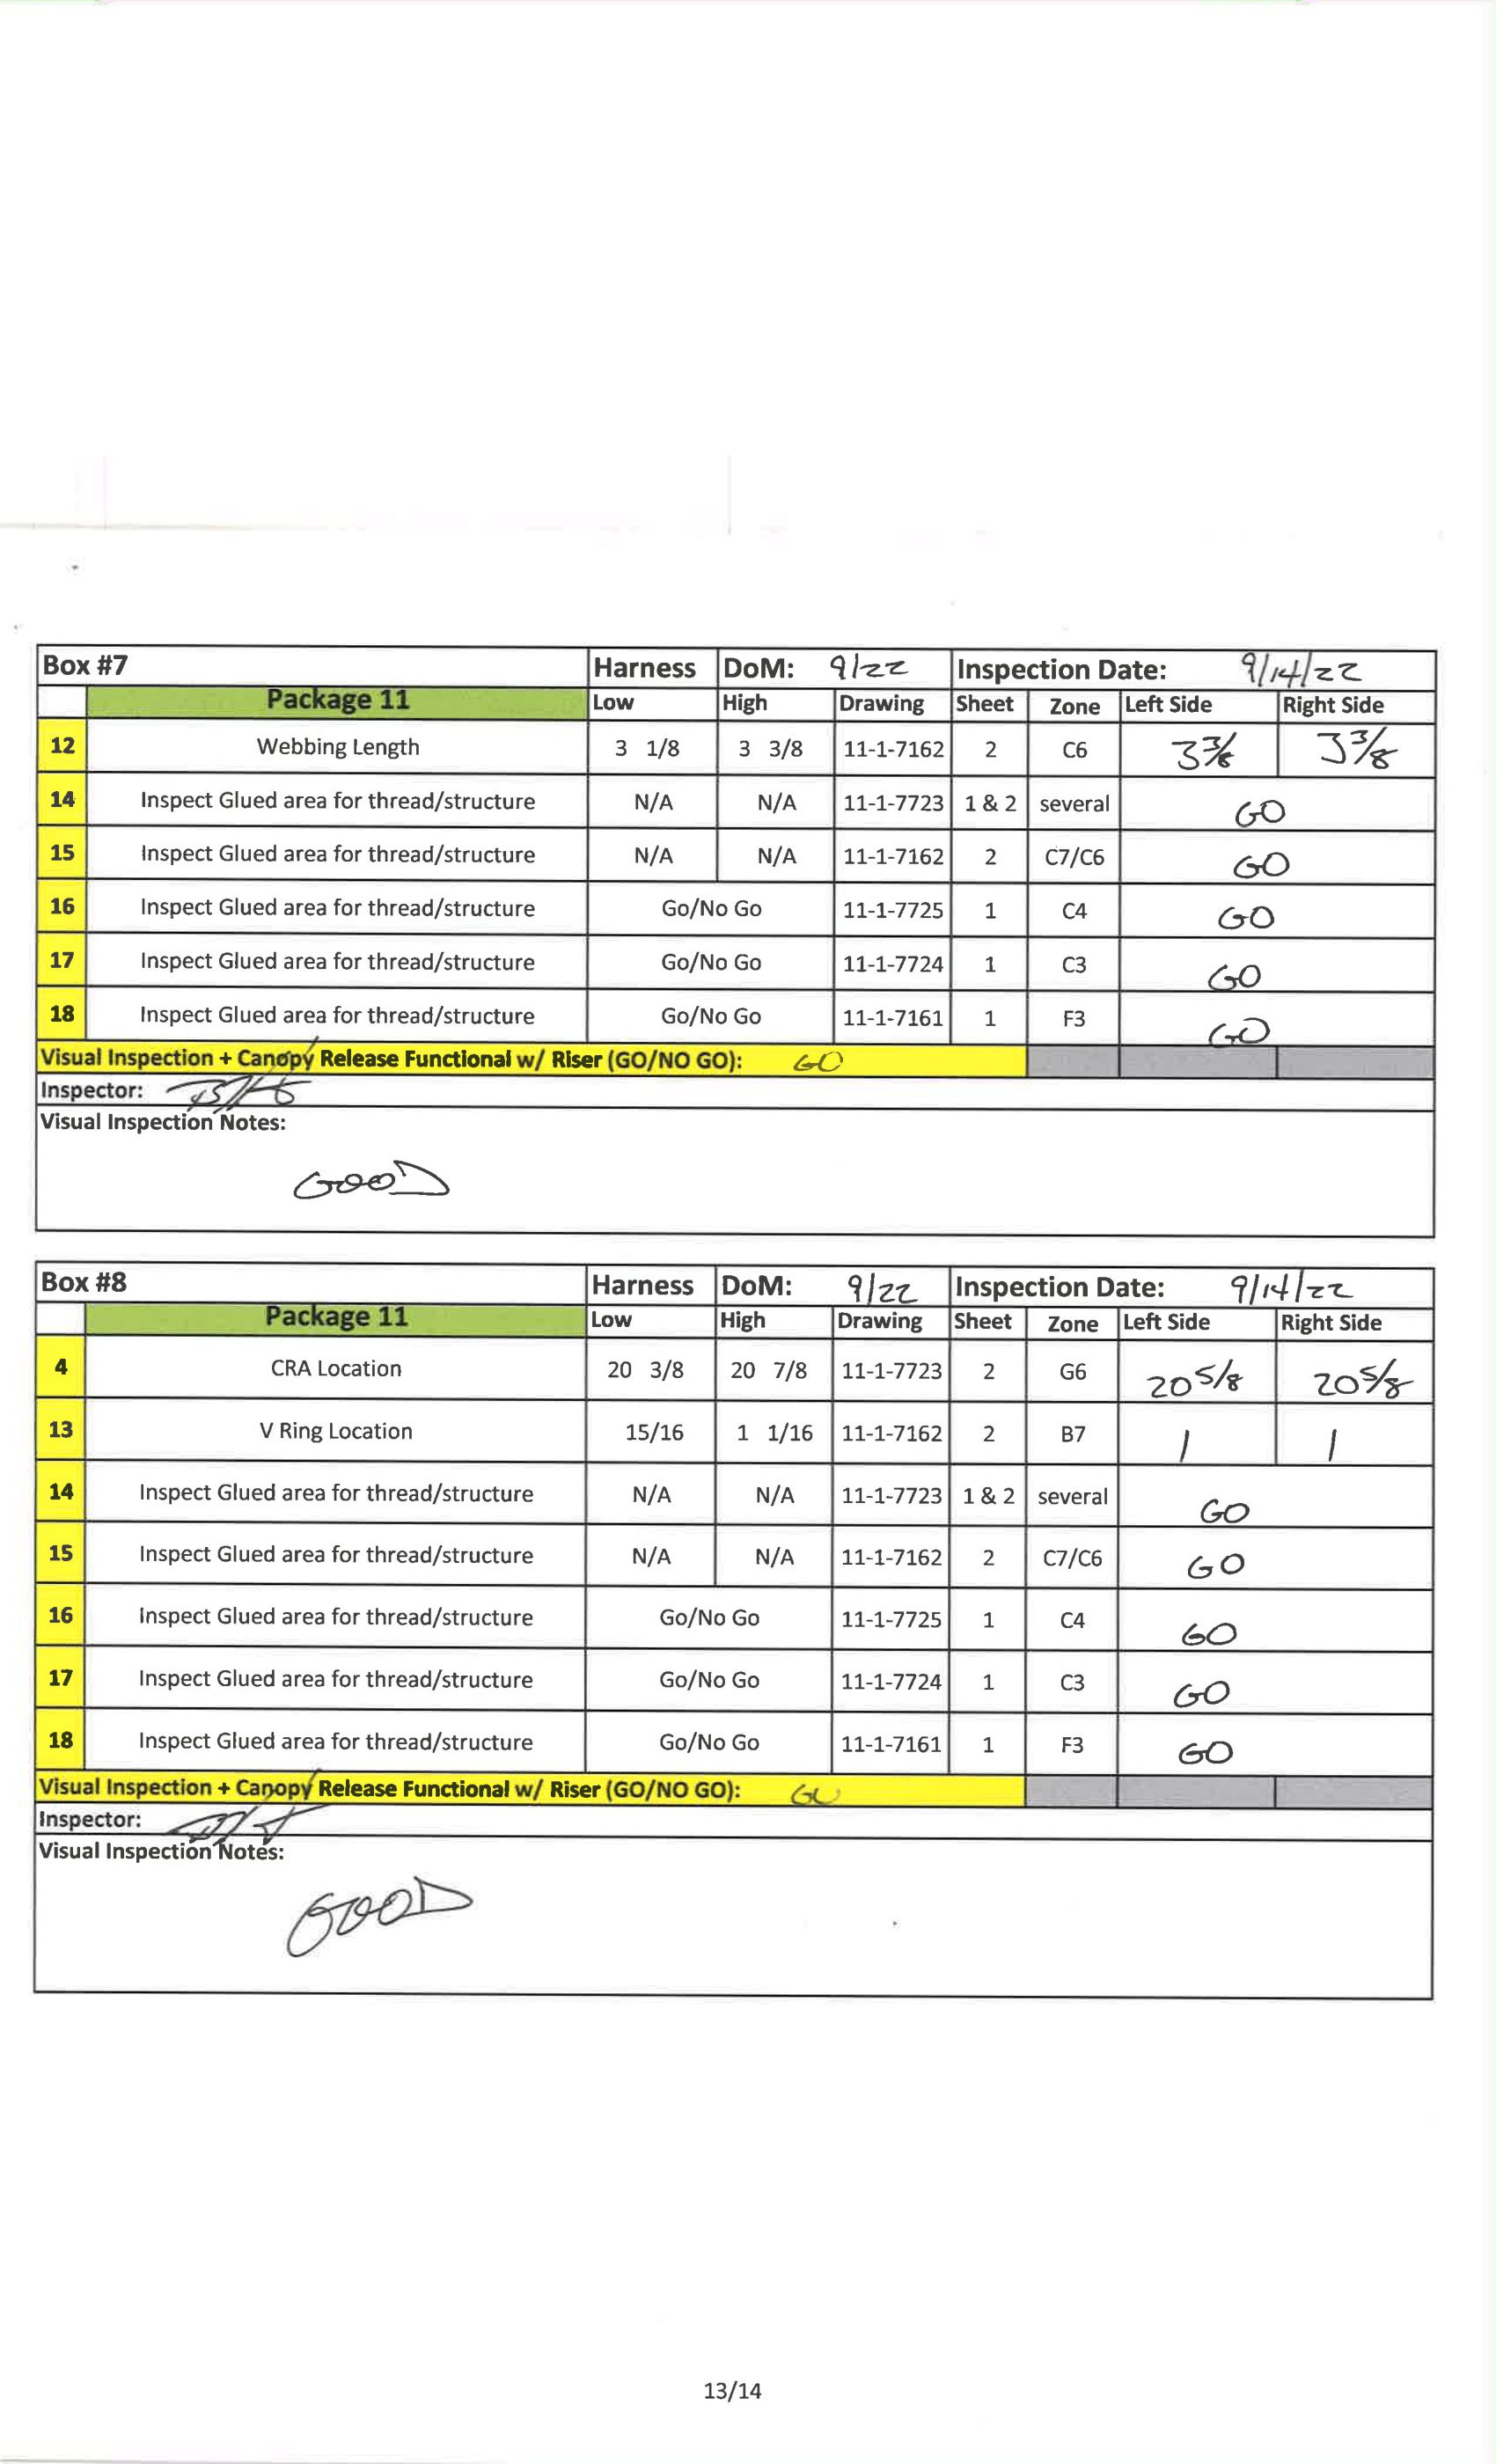 Box #7 Harness DoM: 9/22 Inspection Date: 9/14/22
Package 11 Low High Drawing Sheet Zone Left Side Right Side
12 Webbing Length 3 1/8 3 3/8 11-1-7162 2 C6 3 3/8 3 3/8
14 Inspect Glued area for thread/structure N/A N/A 11-1-7723 1 & 2 several GO
15 Inspect Glued area for thread/structure N/A N/A 11-1-7162 2 C7/C6 GO
16 Inspect Glued area for thread/structure Go/No Go 11-1-7725 1 C4 GO
17 Inspect Glued area for thread/structure Go/No Go 11-1-7724 1 C3 GO
18 Inspect Glued area for thread/structure Go/No Go 11-1-7161 1 F3 GO
Visual Inspection + Canopy Release Functional w/ Riser (GO/NO GO): GO
Inspector:
Visual Inspection Notes:
GOOD
Box #8 Harness DoM: 9/22 Inspection Date: 9/14/22
Package 11 Low High Drawing Sheet Zone Left Side Right Side
4 CRA Location 20 3/8 20 7/8 11-1-7723 2 G6 20 5/8 20 5/8
13 V Ring Location 15/16 1 1/16 11-1-7162 2 B7 1 1
14 Inspect Glued area for thread/structure N/A N/A 11-1-7723 1 & 2 several GO
15 Inspect Glued area for thread/structure N/A N/A 11-1-7162 2 C7/C6 GO
16 Inspect Glued area for thread/structure Go/No Go 11-1-7725 1 C4 GO
17 Inspect Glued area for thread/structure Go/No Go 11-1-7724 1 C3 GO
18 Inspect Glued area for thread/structure Go/No Go 11-1-7161 1 F3 GO
Visual Inspection + Canopy Release Functional w/ Riser (GO/NO GO): GO
Inspector:
Visual Inspection Notes:
GOOD
13/14